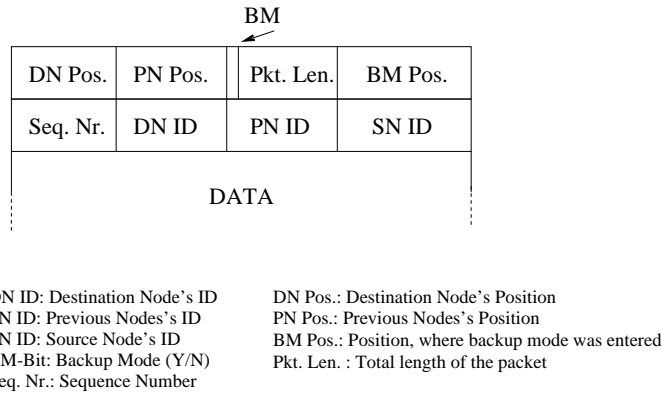 BM
DN Pos. PN Pos. Pkt. Len. BM Pos.
Seq. Nr. DN ID PN ID SN ID
DATA
N ID: Destination Node's ID
N ID: Previous Nodes's ID
N ID: Source Node's ID
M-Bit: Backup Mode (Y/N)
eq. Nr.: Sequence Number
DN Pos.: Destination Node's Position
PN Pos.: Previous Nodes's Position
BM Pos.: Position, where backup mode was entered
Pkt. Len. : Total length of the packet